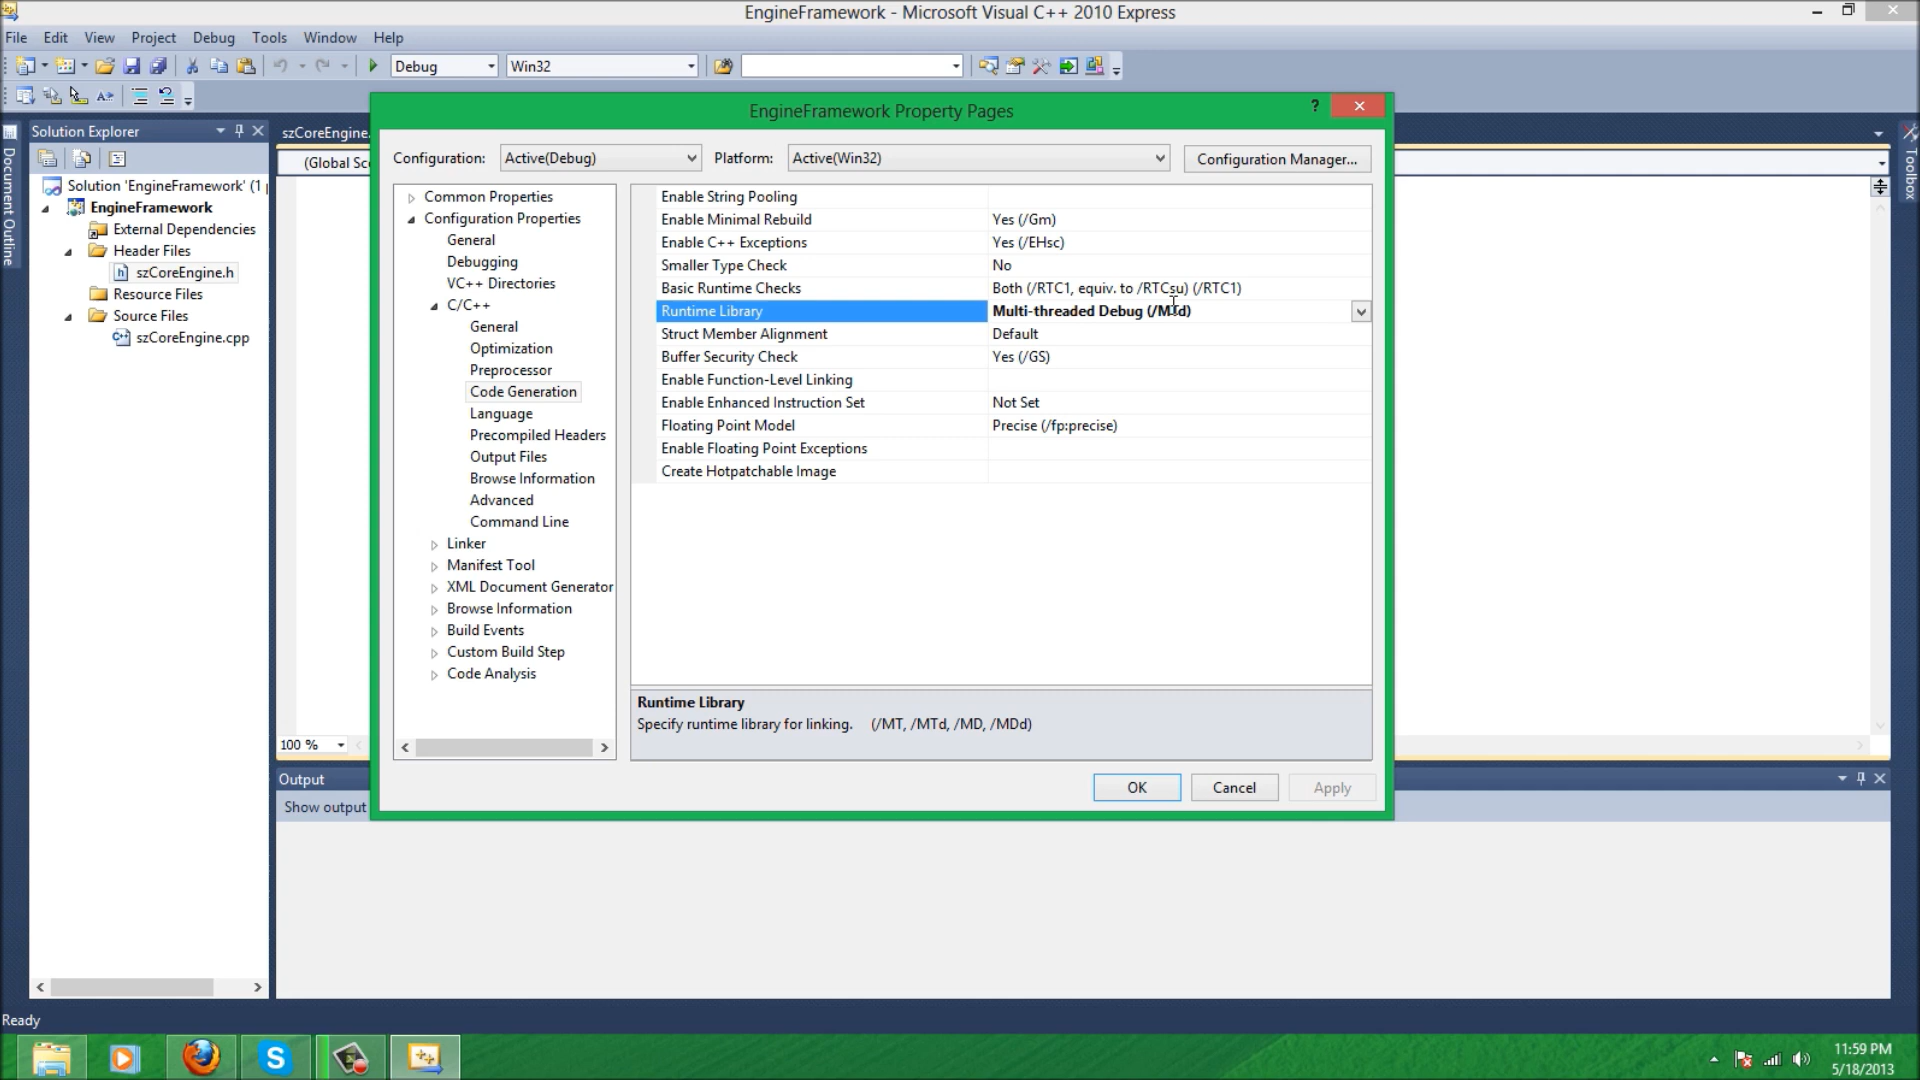 EngineFramework - Microsoft Visual C++ 2010 Express
File Edit View Project Debug Tools Window Help
Debug Win32
Solution Explorer
szCoreEngine.
(Global Sc
Document Outline
Toolbox
Solution 'EngineFramework' (1 p
EngineFramework
External Dependencies
Header Files
szCoreEngine.h
Resource Files
Source Files
szCoreEngine.cpp
EngineFramework Property Pages
?
Configuration: Active(Debug) Platform: Active(Win32) Configuration Manager...
Common Properties
Configuration Properties
General
Debugging
VC++ Directories
C/C++
General
Optimization
Preprocessor
Code Generation
Language
Precompiled Headers
Output Files
Browse Information
Advanced
Command Line
Linker
Manifest Tool
XML Document Generator
Browse Information
Build Events
Custom Build Step
Code Analysis
Enable String Pooling
Enable Minimal Rebuild Yes (/Gm)
Enable C++ Exceptions Yes (/EHsc)
Smaller Type Check No
Basic Runtime Checks Both (/RTC1, equiv. to /RTCsu) (/RTC1)
Runtime Library Multi-threaded Debug (/MTd)
Struct Member Alignment Default
Buffer Security Check Yes (/GS)
Enable Function-Level Linking
Enable Enhanced Instruction Set Not Set
Floating Point Model Precise (/fp:precise)
Enable Floating Point Exceptions
Create Hotpatchable Image
Runtime Library
Specify runtime library for linking. (/MT, /MTd, /MD, /MDd)
OK Cancel Apply
100 %
Output
Show output
Ready
11:59 PM
5/18/2013